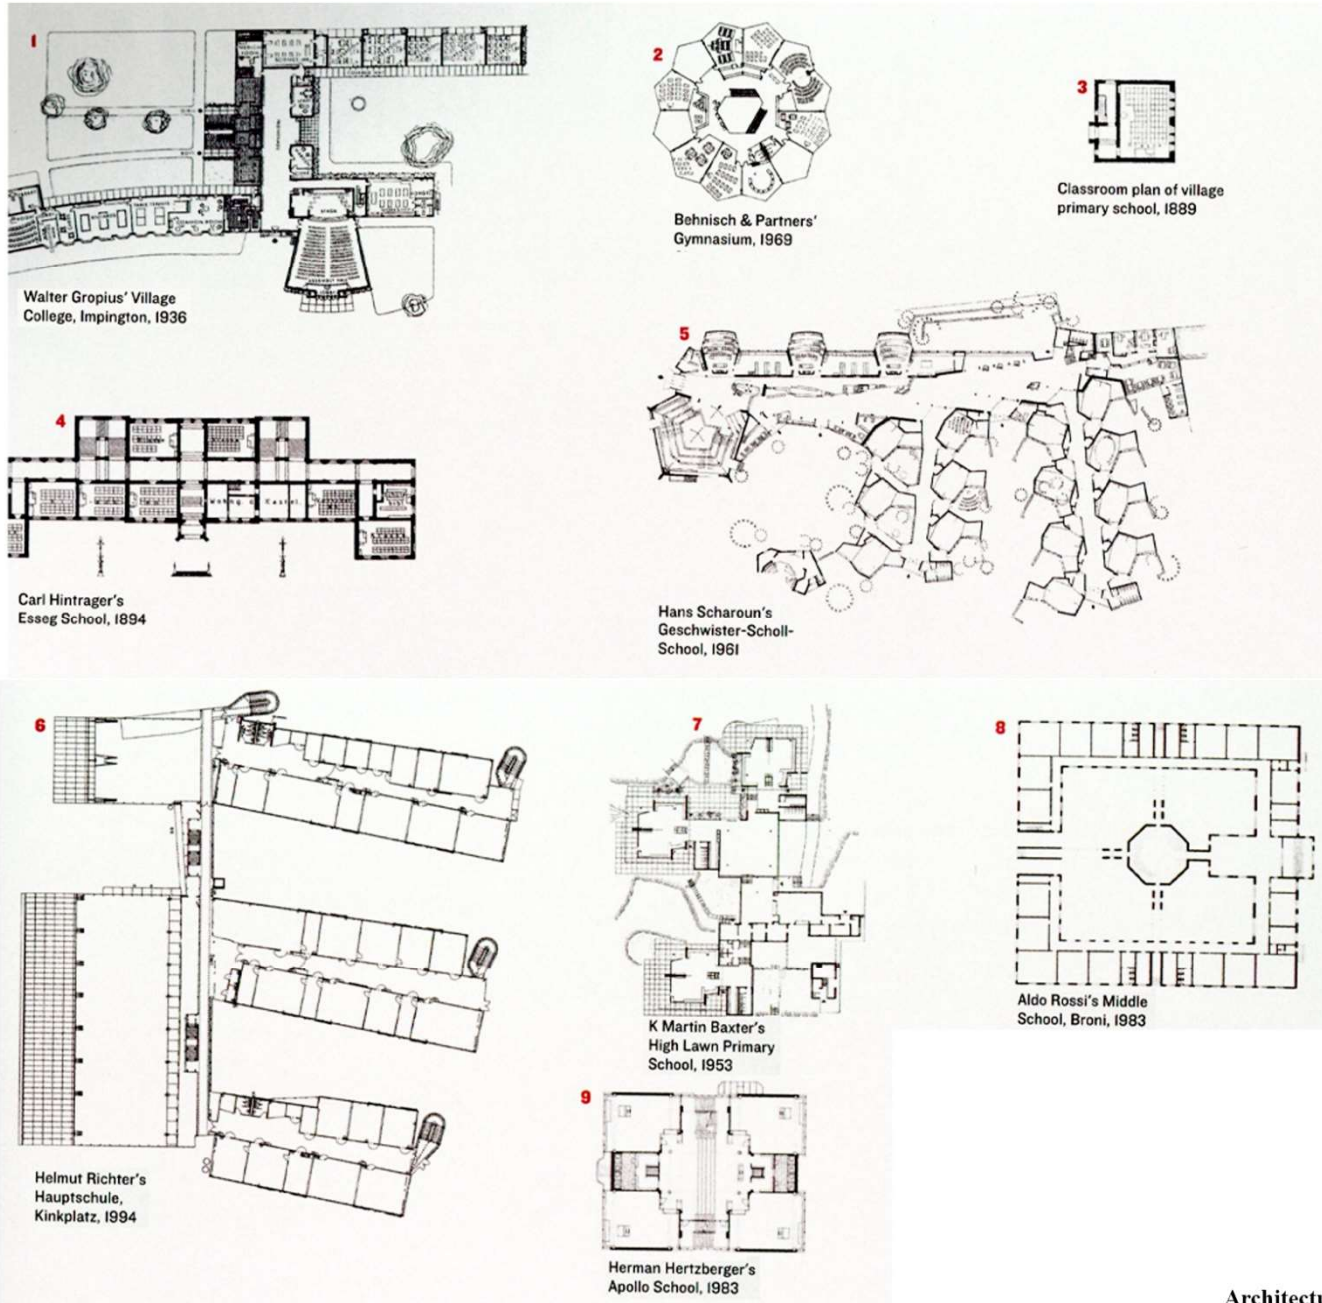 1
Walter Gropius' Village
College, Impington, 1936
2
Behnisch & Partners'
Gymnasium, 1969
3
Classroom plan of village
primary school, 1889
4
Carl Hintrager's
Esseg School, 1894
5
Hans Scharoun's
Geschwister-Scholl-
School, 1961
6
Helmut Richter's
Hauptschule,
Kinkplatz, 1994
7
K Martin Baxter's
High Lawn Primary
School, 1953
8
Aldo Rossi's Middle
School, Broni, 1983
9
Herman Hertzberger's
Apollo School, 1983
Architectu